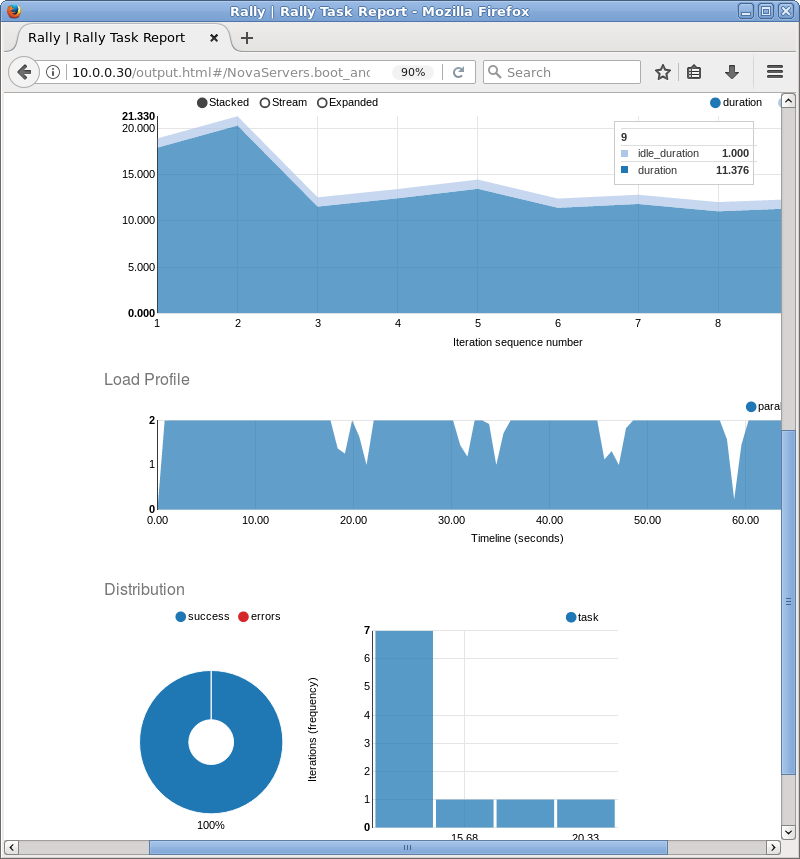 Rally | Rally Task Report - Mozilla Firefox
Rally | Rally Task Report
10.0.0.30/output.html#/NovaServers.boot_and
90%
Search
Stacked Stream Expanded duration
21.330
20.000
15.000
10.000
5.000
0.000
9
idle_duration 1.000
duration 11.376
1 2 3 4 5 6 7 8
Iteration sequence number
Load Profile
paral
2
1
0
0.00 10.00 20.00 30.00 40.00 50.00 60.00
Timeline (seconds)
Distribution
success errors
task
7
6
5
4
3
2
1
0
Iterations (frequency)
100%
15.68 20.33